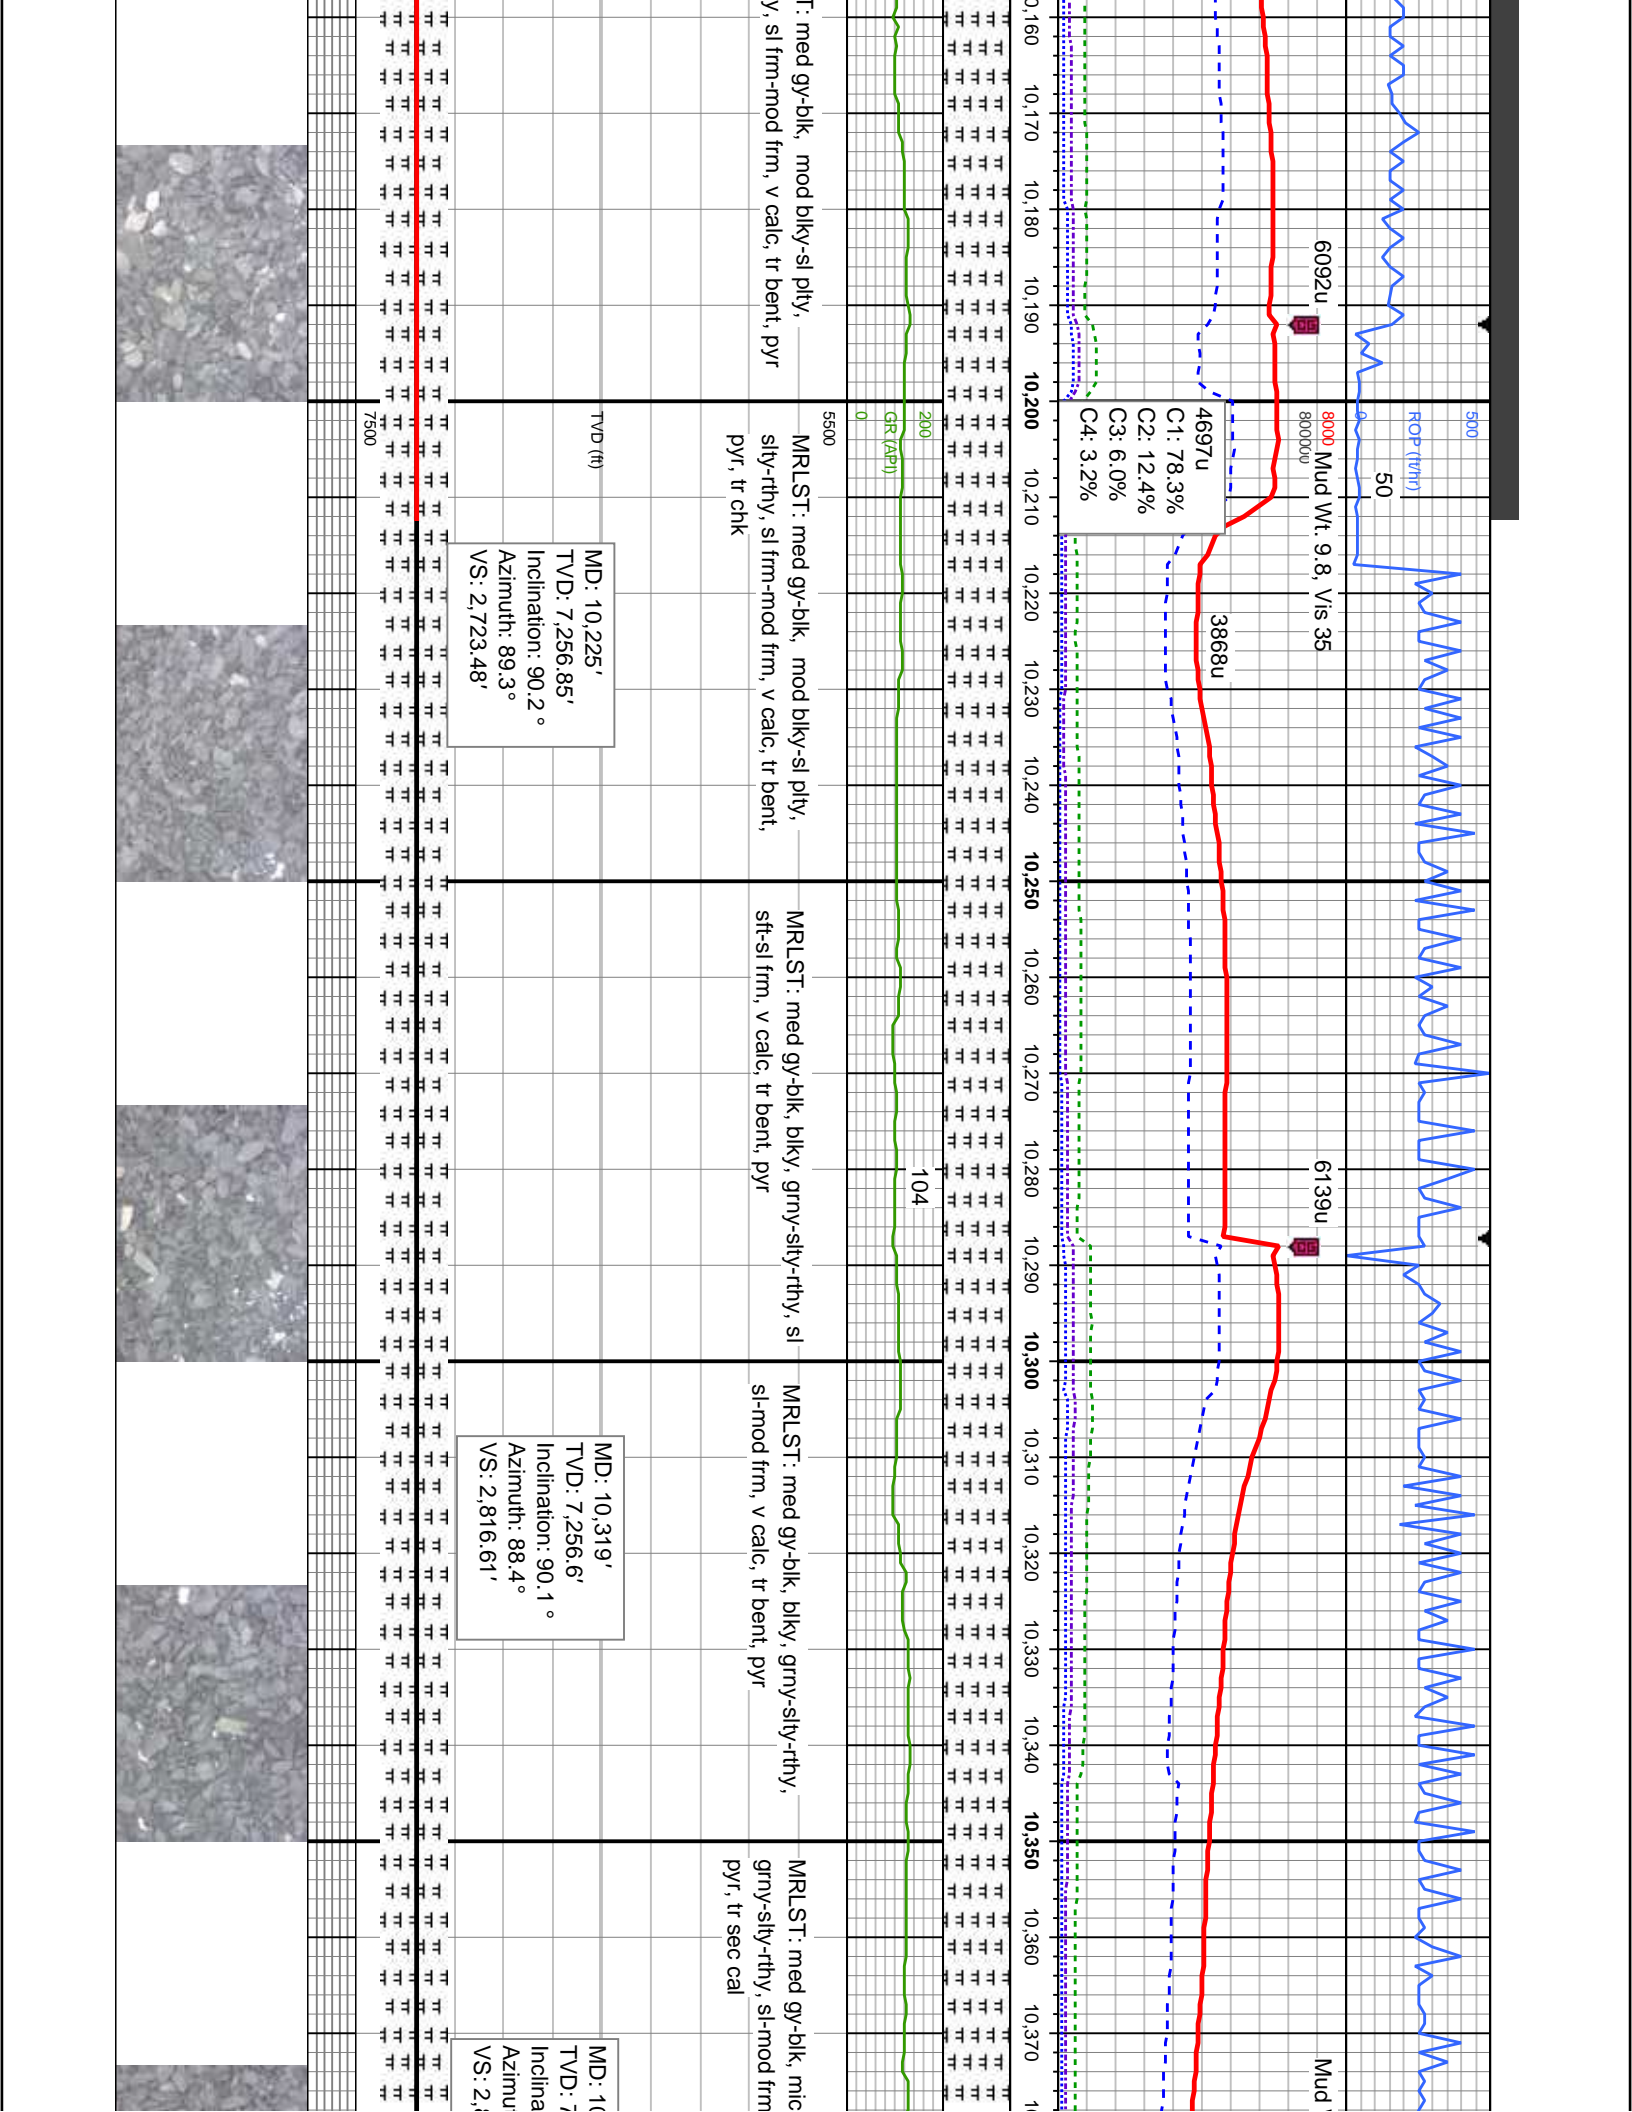 500
ROP (ft/hr)
0
50
6092u
8000
80000
Mud Wt. 9.8, Vis 35
6139u
Mud
4697u
C1: 78.3%
C2: 12.4%
C3: 6.0%
C4: 3.2%
3868u
10,170
10,180
10,190
10,200
10,210
10,220
10,230
10,240
10,250
10,260
10,270
10,280
10,290
10,300
10,310
10,320
10,330
10,340
10,350
10,360
10,370
200
GR (API)
0
104
T: med gy-blk, mod blky-sl plty,
y, sl frm-mod frm, v calc, tr bent, pyr
5500
TVD (ft)
7500
MRLST: med gy-blk, mod blky-sl plty,
slty-rthy, sl frm-mod frm, v calc, tr bent,
pyr, tr chk
MD: 10,225'
TVD: 7,256.85'
Inclination: 90.2 °
Azimuth: 89.3°
VS: 2,723.48'
MRLST: med gy-blk, blky, grny-slty-rthy, sl
sft-sl frm, v calc, tr bent, pyr
MRLST: med gy-blk, blky, grny-slty-rthy,
sl-mod frm, v calc, tr bent, pyr
MD: 10,319'
TVD: 7,256.6'
Inclination: 90.1 °
Azimuth: 88.4°
VS: 2,816.61'
MRLST: med gy-blk, mic
grny-slty-rthy, sl-mod frm
pyr, tr sec cal
MD: 10
TVD: 7
Inclina
Azimu
VS: 2,